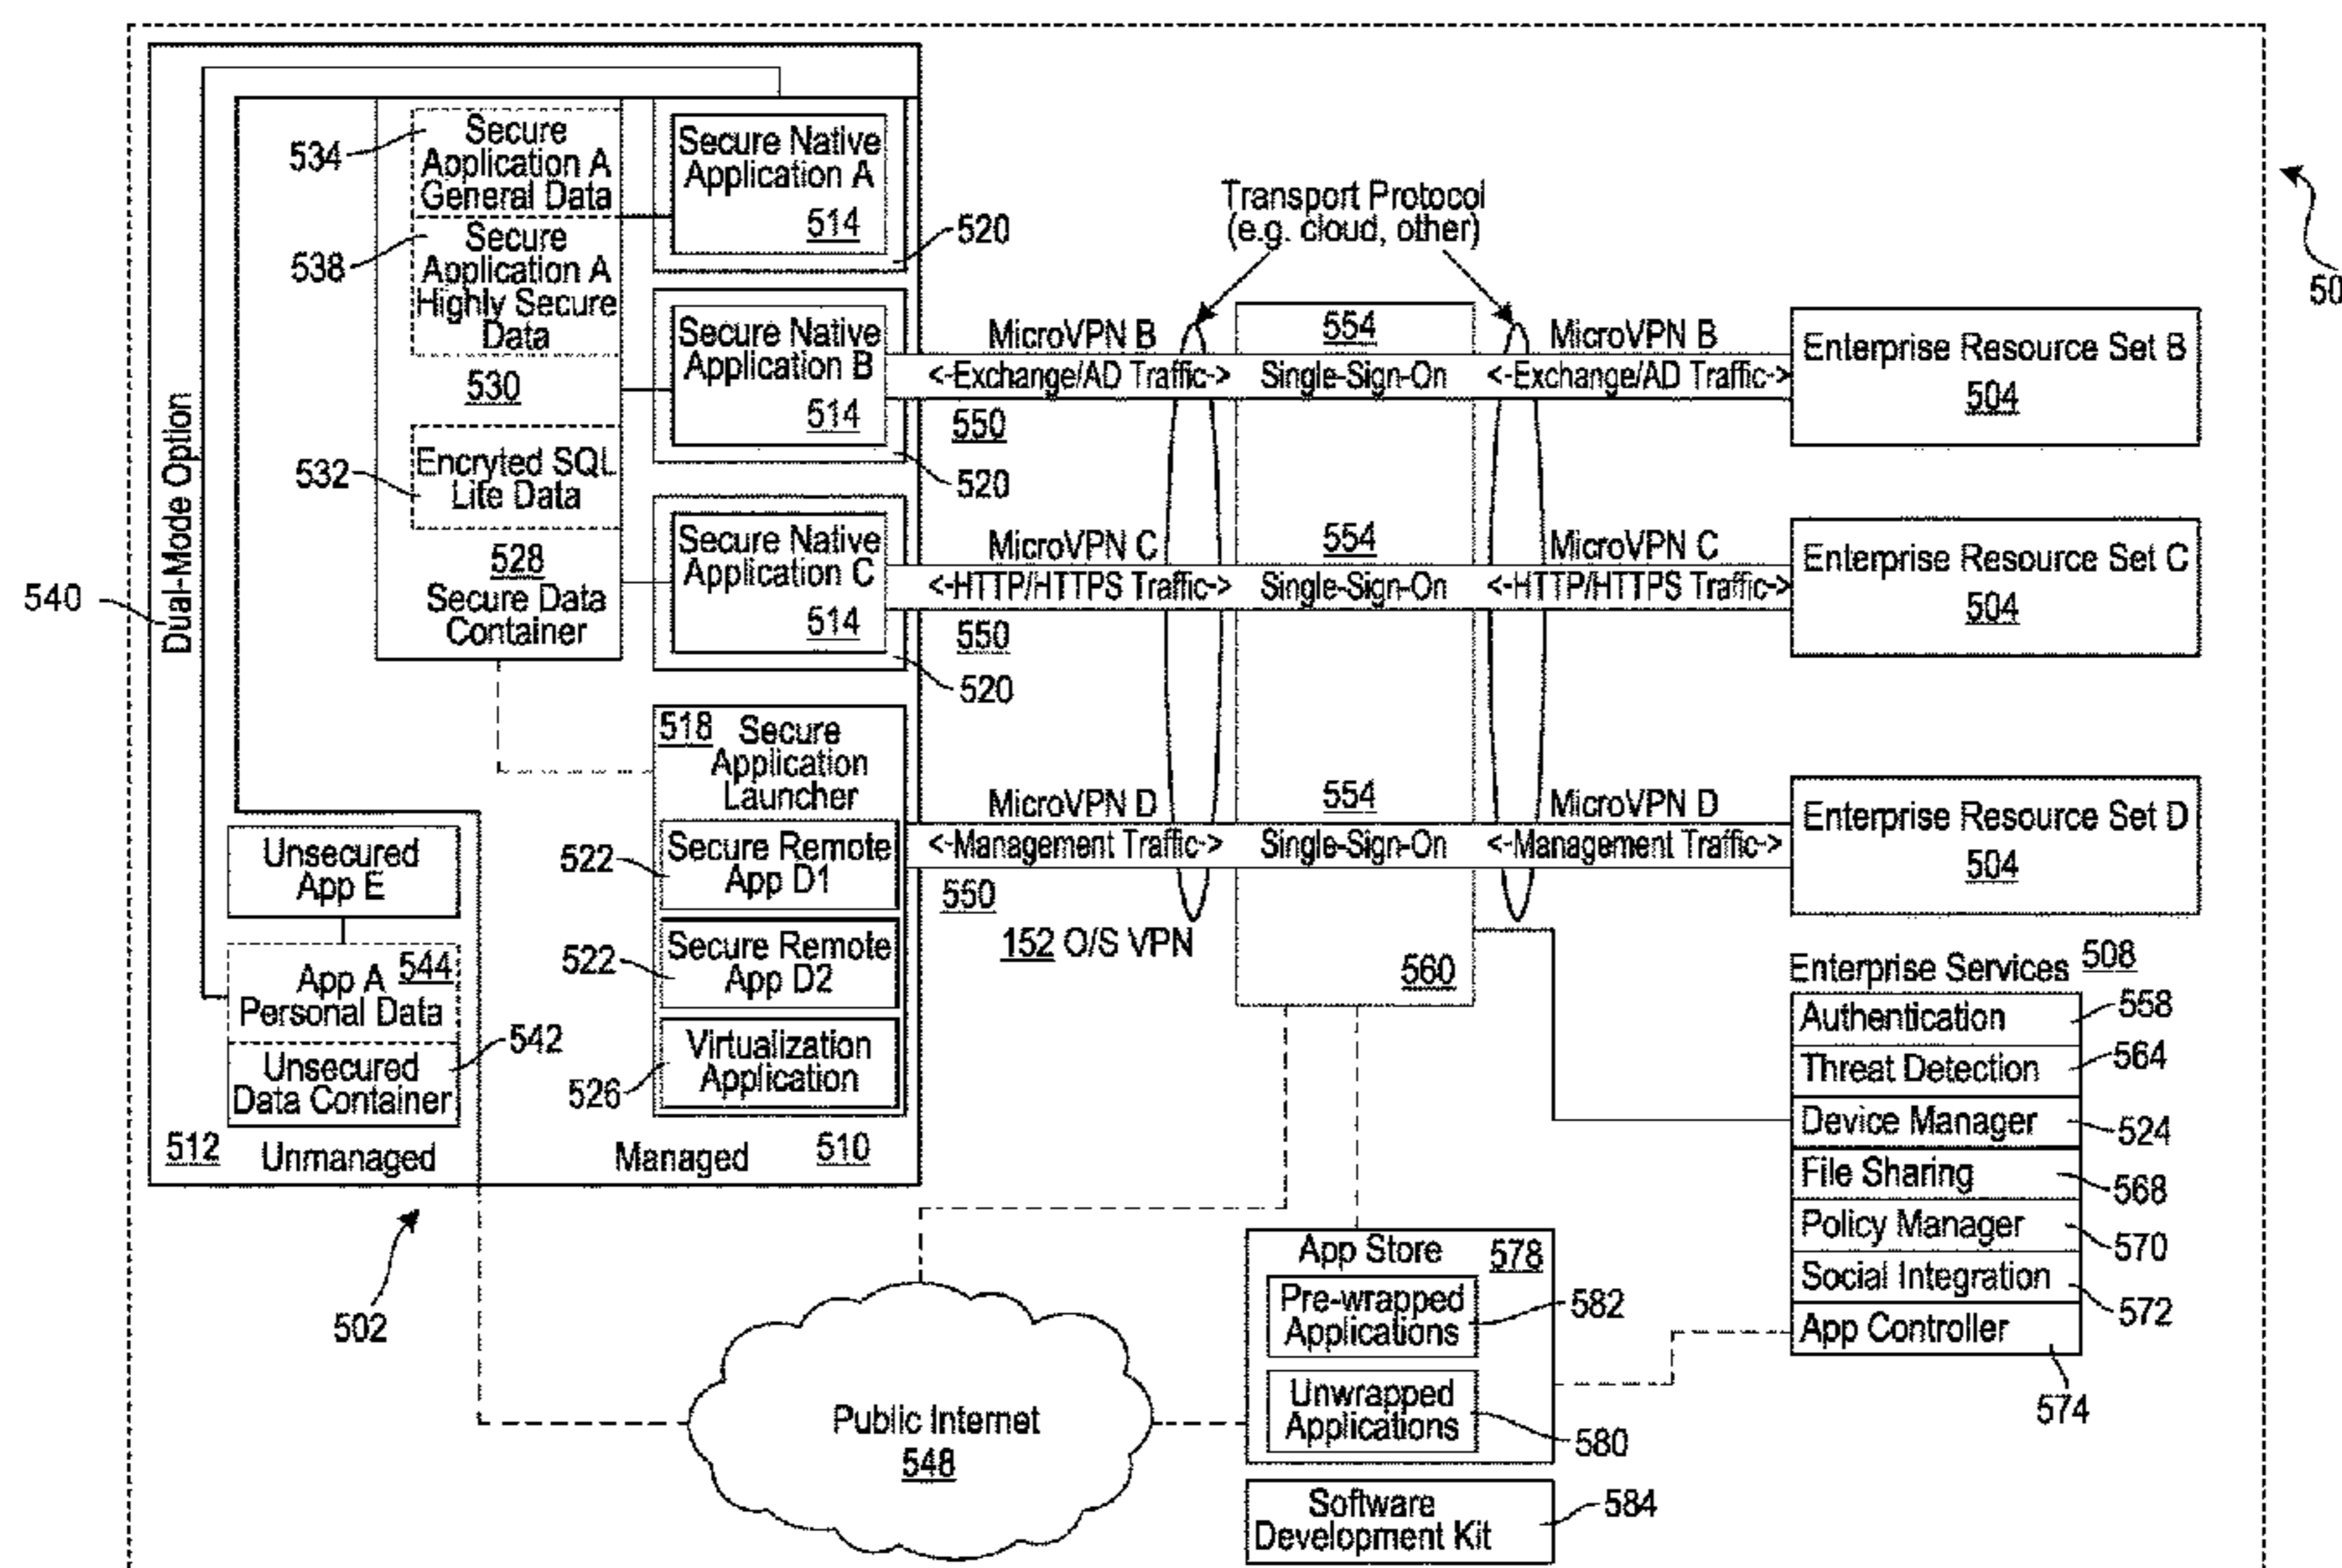 534
Secure
Application A
General Data
538
Secure
Application A
Highly Secure
Data
530
532
Encryted SQL
Lite Data
528
Secure Data
Container
540
Dual-Mode Option
Secure Native
Application A
514
520
Secure Native
Application B
514
520
Secure Native
Application C
514
520
518
Secure
Application
Launcher
522
Secure Remote
App D1
522
Secure Remote
App D2
526
Virtualization
Application
Unsecured
App E
App A
544
Personal Data
Unsecured
Data Container
542
512
Unmanaged
Managed
510
502
Transport Protocol
(e.g. cloud, other)
50
MicroVPN B
<-Exchange/AD Traffic->
550
554
Single-Sign-On
MicroVPN B
<-Exchange/AD Traffic->
Enterprise Resource Set B
504
MicroVPN C
<-HTTP/HTTPS Traffic->
550
554
Single-Sign-On
MicroVPN C
<-HTTP/HTTPS Traffic->
Enterprise Resource Set C
504
MicroVPN D
<-Management Traffic->
550
554
Single-Sign-On
MicroVPN D
<-Management Traffic->
Enterprise Resource Set D
504
152 O/S VPN
560
Enterprise Services 508
Authentication
558
Threat Detection
564
Device Manager
524
File Sharing
568
Policy Manager
570
Social Integration
572
App Controller
574
App Store
578
Pre-wrapped
Applications
582
Unwrapped
Applications
580
Public Internet
548
Software
Development Kit
584